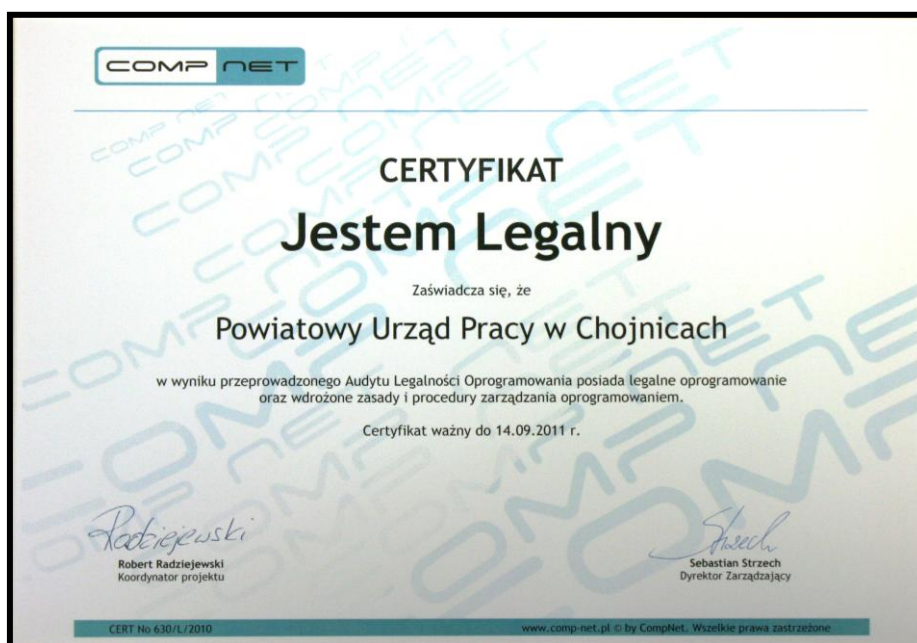 COMP NET
CERTYFIKAT
Jestem Legalny
Zaświadcza się, że
Powiatowy Urząd Pracy w Chojnicach
w wyniku przeprowadzonego Audytu Legalności Oprogramowania posiada legalne oprogramowanie
oraz wdrożone zasady i procedury zarządzania oprogramowaniem.
Certyfikat ważny do 14.09.2011 r.
Radziejewski
Strzech
Robert Radziejewski
Koordynator projektu
Sebastian Strzech
Dyrektor Zarządzający
CERT No 630/L/2010
www.comp-net.pl © by CompNet. Wszelkie prawa zastrzeżone